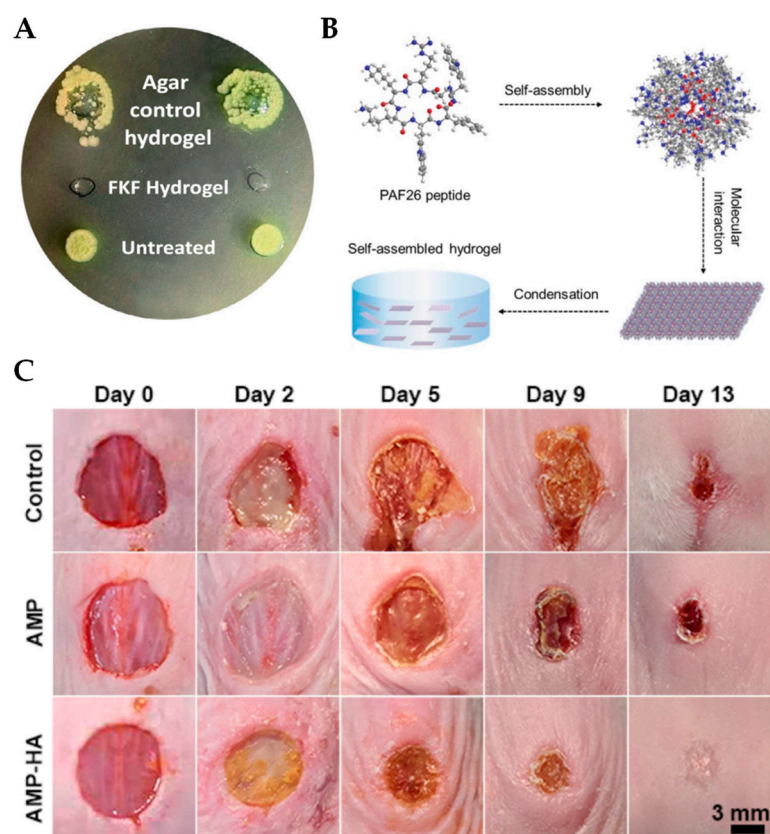 A
Agar
control
hydrogel
FKF Hydrogel
Untreated
B
PAF26 peptide
Self-assembly
Molecular
interaction
Condensation
Self-assembled hydrogel
C
Day 0 Day 2 Day 5 Day 9 Day 13
Control
AMP
AMP-HA
3 mm